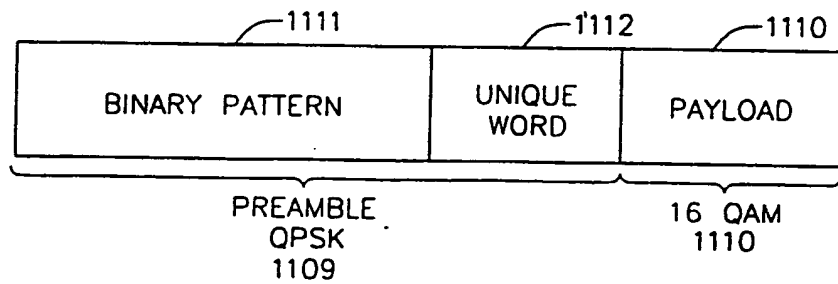 1111
1112
1110
BINARY PATTERN
UNIQUE
WORD
PAYLOAD
PREAMBLE
QPSK
1109
16 QAM
1110